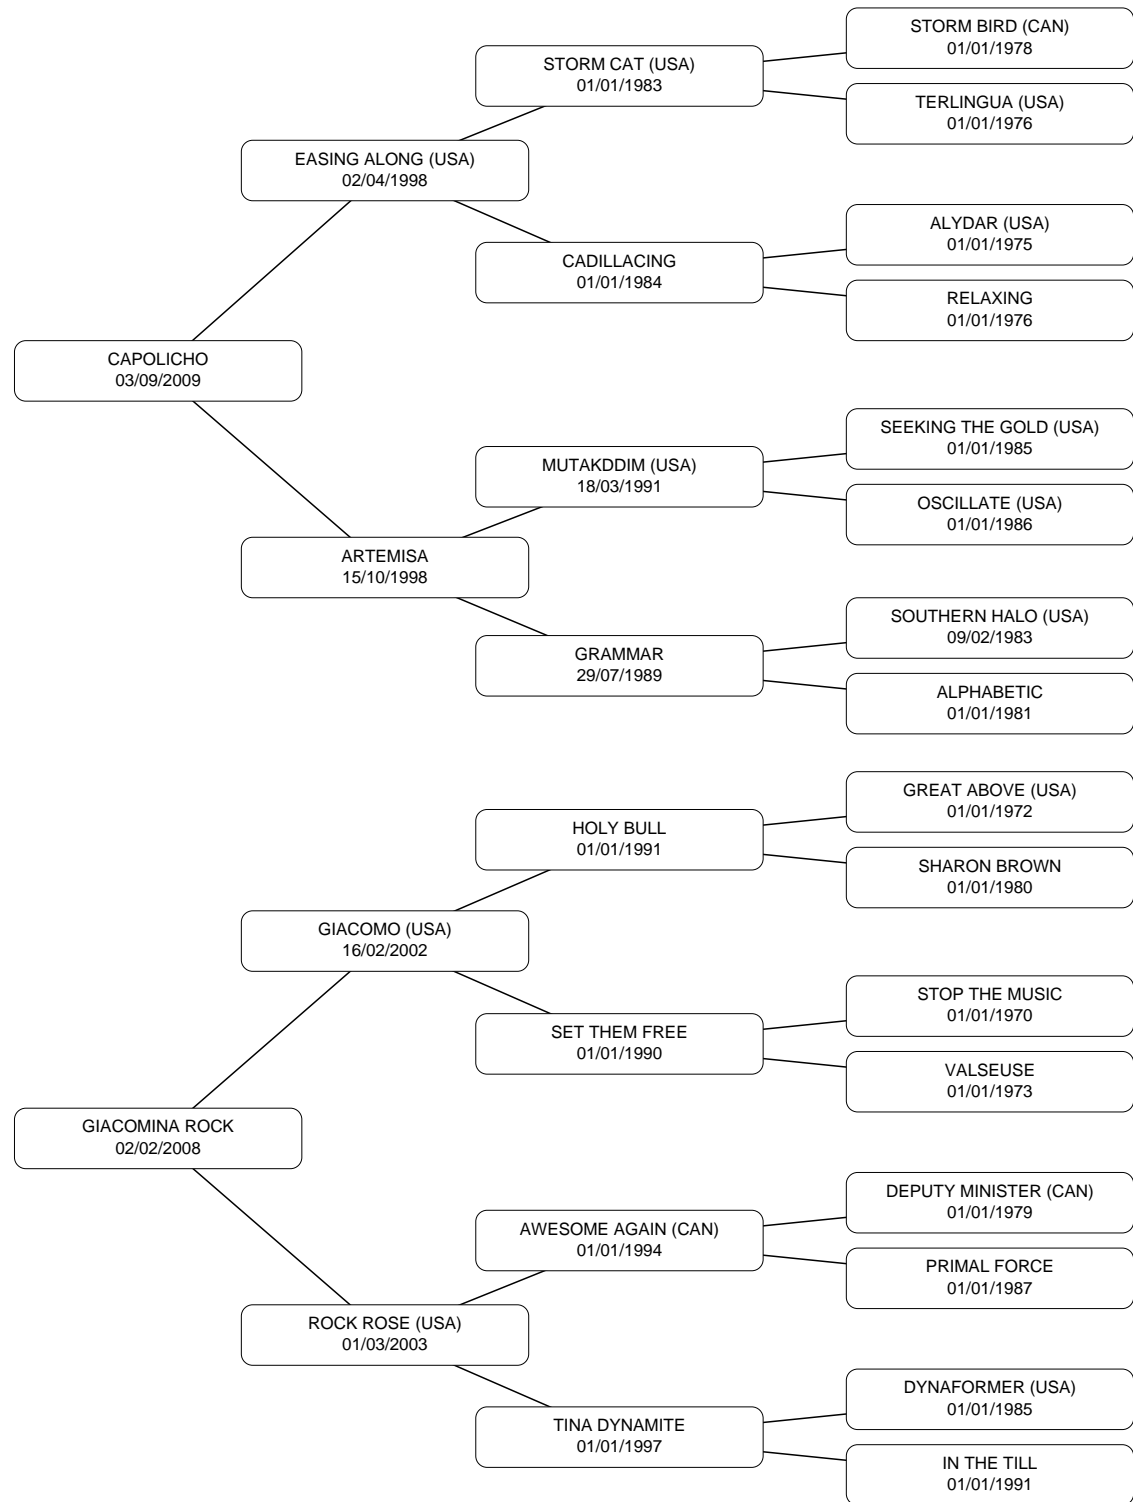 STORM BIRD (CAN)
01/01/1978
STORM CAT (USA)
01/01/1983
TERLINGUA (USA)
01/01/1976
EASING ALONG (USA)
02/04/1998
ALYDAR (USA)
01/01/1975
CADILLACING
01/01/1984
RELAXING
01/01/1976
CAPOLICHO
03/09/2009
SEEKING THE GOLD (USA)
01/01/1985
MUTAKDDIM (USA)
18/03/1991
OSCILLATE (USA)
01/01/1986
ARTEMISA
15/10/1998
SOUTHERN HALO (USA)
09/02/1983
GRAMMAR
29/07/1989
ALPHABETIC
01/01/1981
GREAT ABOVE (USA)
01/01/1972
HOLY BULL
01/01/1991
SHARON BROWN
01/01/1980
GIACOMO (USA)
16/02/2002
STOP THE MUSIC
01/01/1970
SET THEM FREE
01/01/1990
VALSEUSE
01/01/1973
GIACOMINA ROCK
02/02/2008
DEPUTY MINISTER (CAN)
01/01/1979
AWESOME AGAIN (CAN)
01/01/1994
PRIMAL FORCE
01/01/1987
ROCK ROSE (USA)
01/03/2003
DYNAFORMER (USA)
01/01/1985
TINA DYNAMITE
01/01/1997
IN THE TILL
01/01/1991